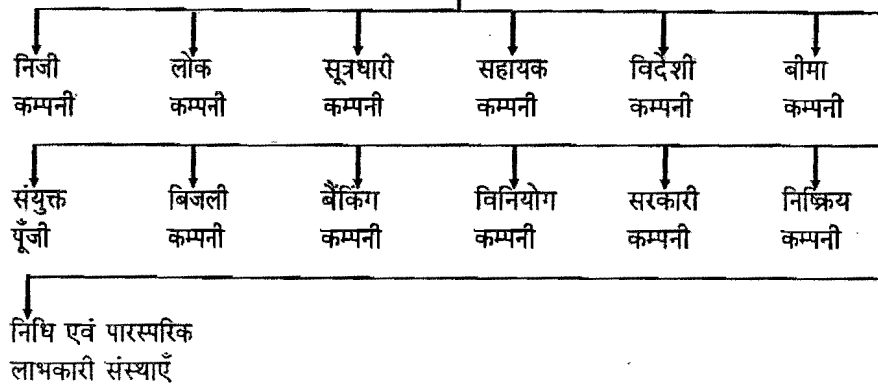 निजी लोक सूत्रधारी सहायक विदेशी बीमा
कम्पनी कम्पनी कम्पनी कम्पनी कम्पनी कम्पनी
संयुक्त बिजली बैंकिंग विनियोग सरकारी निष्क्रिय
पूँजी कम्पनी कम्पनी कम्पनी कम्पनी कम्पनी
निधि एवं पारस्परिक
लाभकारी संस्थाएँ